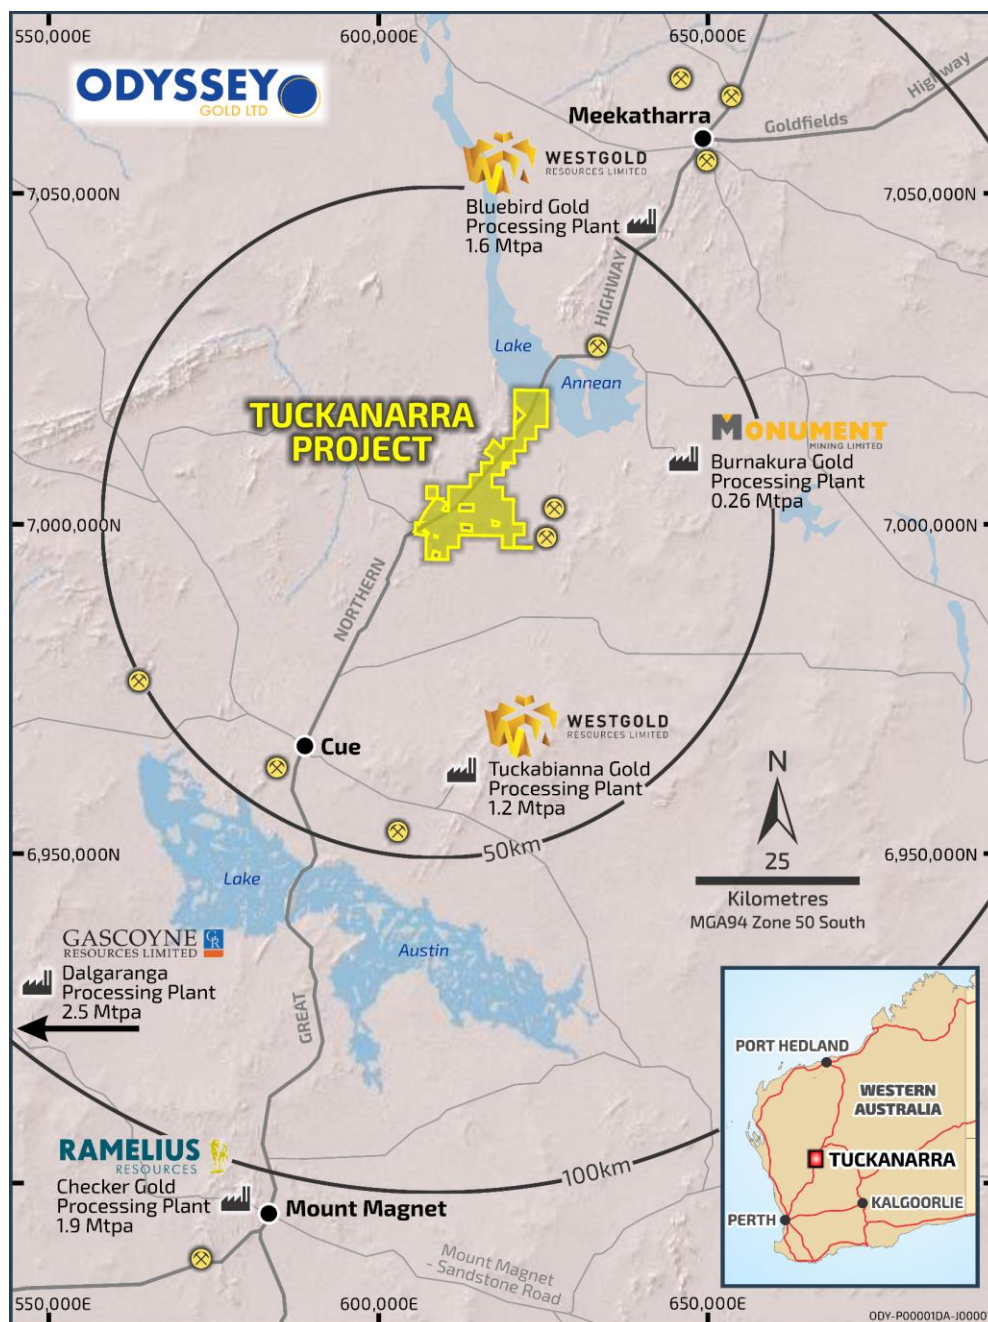 550,000E
600,000E
650,000E
ODYSSEY
GOLD LTD
Meekatharra
Goldfields
Highway
WESTGOLD
RESOURCES LIMITED
Bluebird Gold
Processing Plant
1.6 Mtpa
7,050,000N
7,050,000N
HIGHWAY
Lake
Annean
TUCKANARRA
PROJECT
MONUMENT
MINING LIMITED
Burnakura Gold
Processing Plant
0.26 Mtpa
7,000,000N
7,000,000N
NORTHERN
Cue
WESTGOLD
RESOURCES LIMITED
Tuckabianna Gold
Processing Plant
1.2 Mtpa
N
25
Kilometres
MGA94 Zone 50 South
50km
6,950,000N
6,950,000N
Lake
Austin
GASCOYNE
RESOURCES LIMITED
GR
Dalgaranga
Processing Plant
2.5 Mtpa
GREAT
PORT HEDLAND
WESTERN
AUSTRALIA
TUCKANARRA
KALGOORLIE
PERTH
RAMELIUS
RESOURCES
Checker Gold
Processing Plant
1.9 Mtpa
100km
Mount Magnet
Mount Magnet
- Sandstone Road
550,000E
600,000E
650,000E